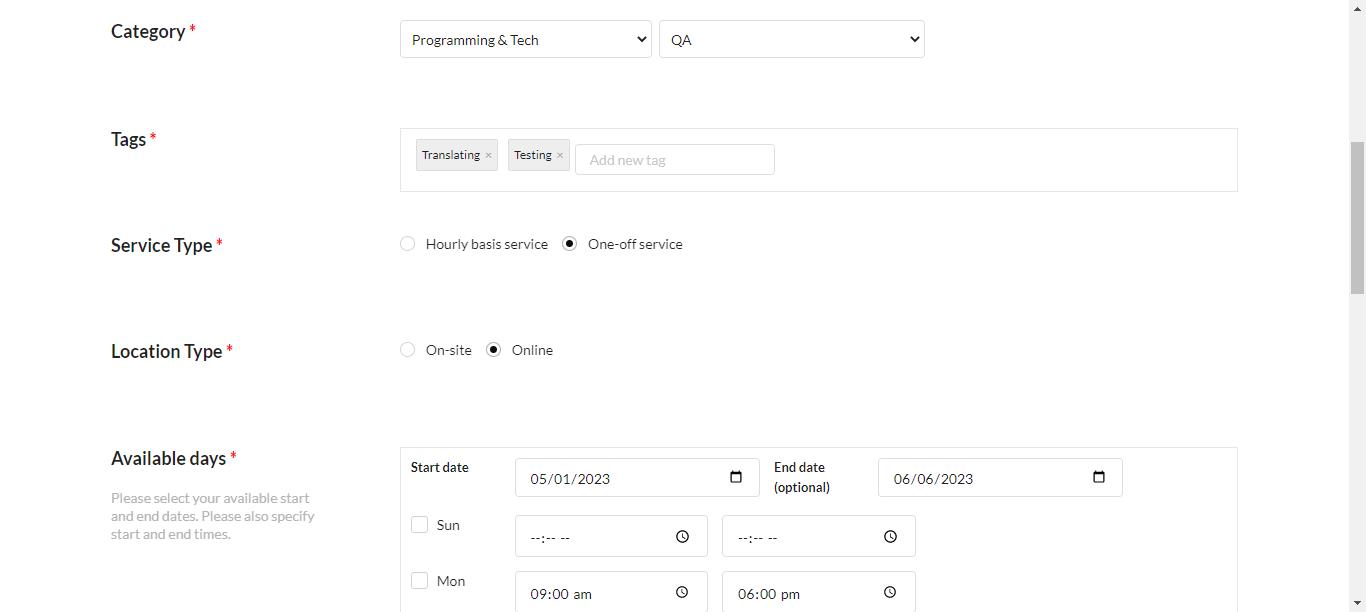 Category *
Programming & Tech
QA
Tags *
Translating ×
Testing ×
Add new tag
Service Type *
Hourly basis service
One-off service
Location Type *
On-site
Online
Available days *
Please select your available start
and end dates. Please also specify
start and end times.
Start date
05/01/2023
End date
(optional)
06/06/2023
Sun
--:-- --
--:-- --
Mon
09:00 am
06:00 pm